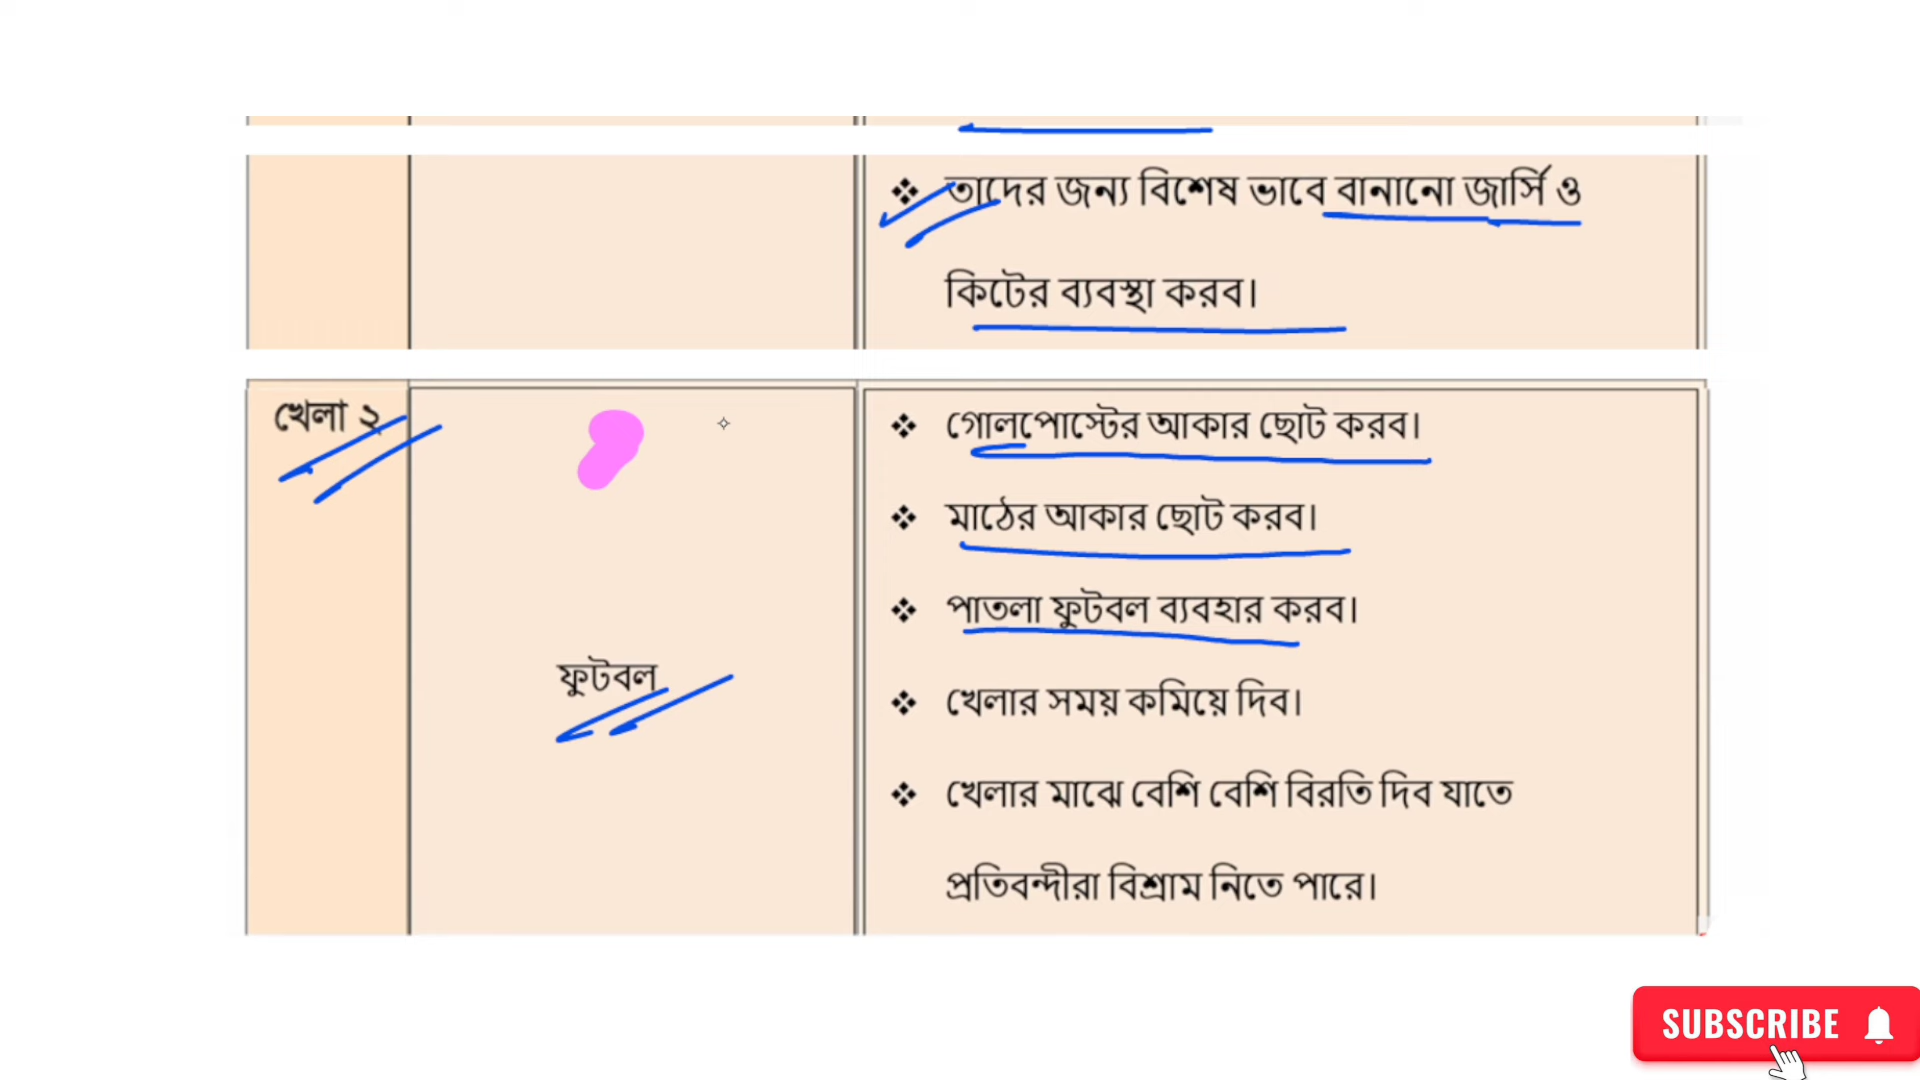 ❖ তাদের জন্য বিশেষ ভাবে বানানো জার্সি ও
কিটের ব্যবস্থা করব।
খেলা ২
ফুটবল
❖ গোলপোস্টের আকার ছোট করব।
❖ মাঠের আকার ছোট করব।
❖ পাতলা ফুটবল ব্যবহার করব।
❖ খেলার সময় কমিয়ে দিব।
❖ খেলার মাঝে বেশি বেশি বিরতি দিব যাতে
প্রতিবন্দীরা বিশ্রাম নিতে পারে।
SUBSCRIBE